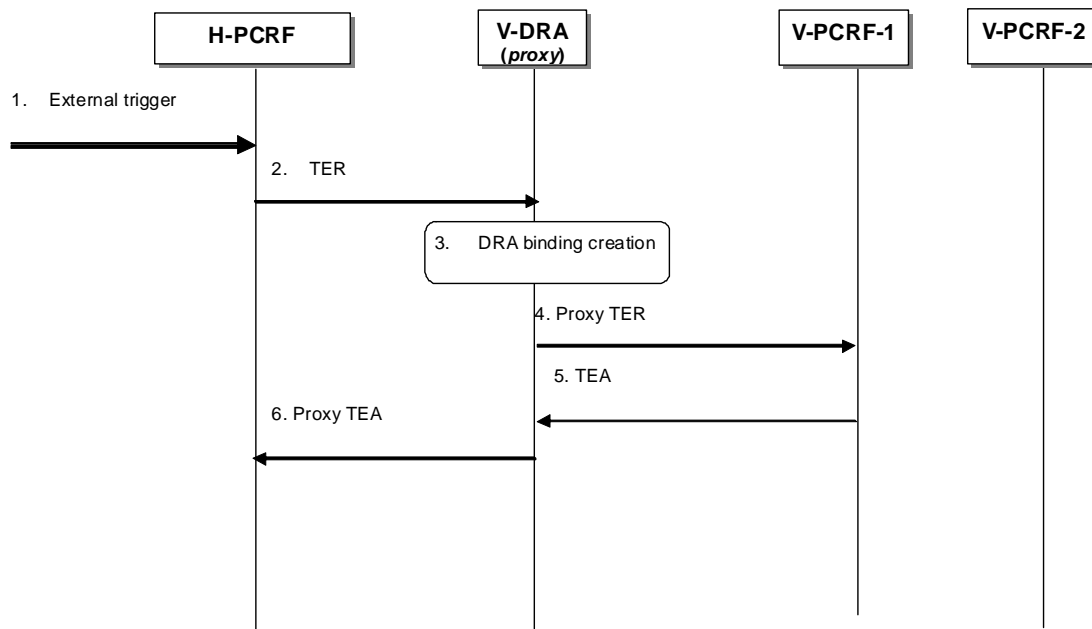 H-PCRF
V-DRA
(proxy)
V-PCRF-1
V-PCRF-2
1. External trigger
2. TER
3. DRA binding creation
4. Proxy TER
5. TEA
6. Proxy TEA